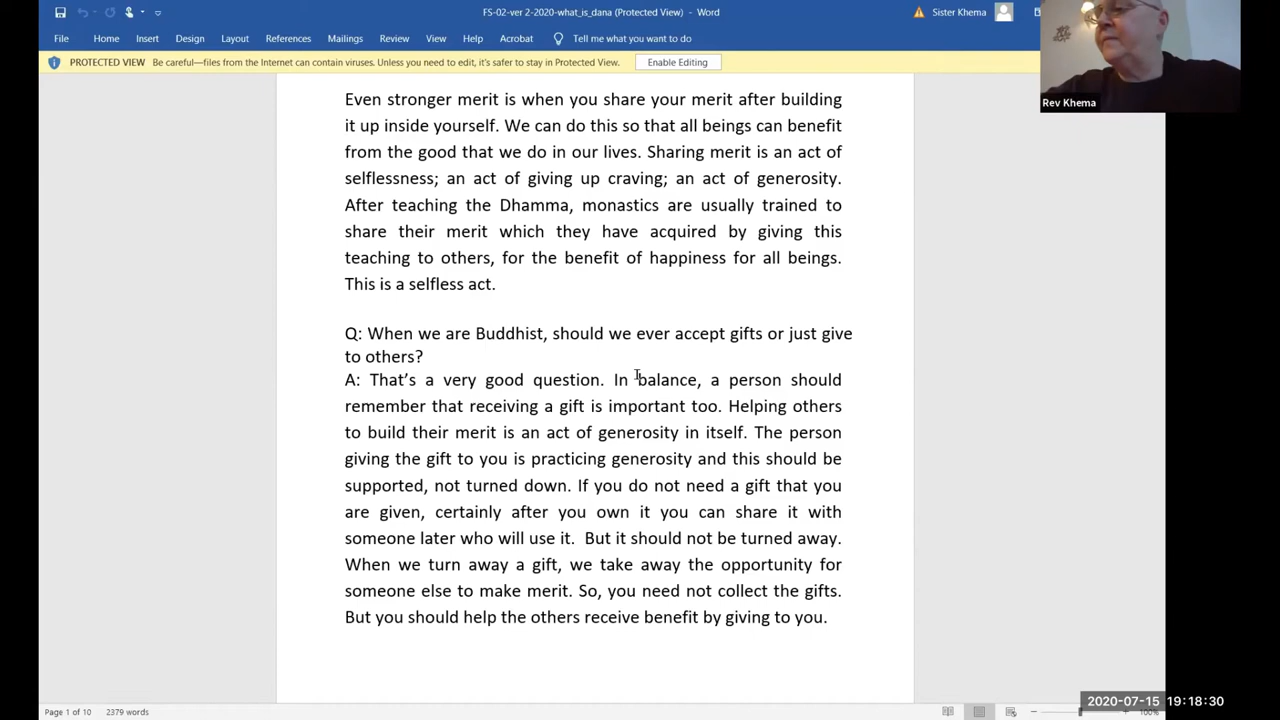 FS-02-ver 2-2020-what_is_dana (Protected View) - Word
Sister Khema
File Home Insert Design Layout References Mailings Review View Help Acrobat Tell me what you want to do
PROTECTED VIEW Be careful—files from the Internet can contain viruses. Unless you need to edit, it's safer to stay in Protected View. Enable Editing
Rev Khema
Even stronger merit is when you share your merit after building
it up inside yourself. We can do this so that all beings can benefit
from the good that we do in our lives. Sharing merit is an act of
selflessness; an act of giving up craving; an act of generosity.
After teaching the Dhamma, monastics are usually trained to
share their merit which they have acquired by giving this
teaching to others, for the benefit of happiness for all beings.
This is a selfless act.
Q: When we are Buddhist, should we ever accept gifts or just give
to others?
A: That's a very good question. In balance, a person should
remember that receiving a gift is important too. Helping others
to build their merit is an act of generosity in itself. The person
giving the gift to you is practicing generosity and this should be
supported, not turned down. If you do not need a gift that you
are given, certainly after you own it you can share it with
someone later who will use it. But it should not be turned away.
When we turn away a gift, we take away the opportunity for
someone else to make merit. So, you need not collect the gifts.
But you should help the others receive benefit by giving to you.
Page 1 of 10 2379 words
2020-07-15 19:18:30
100%